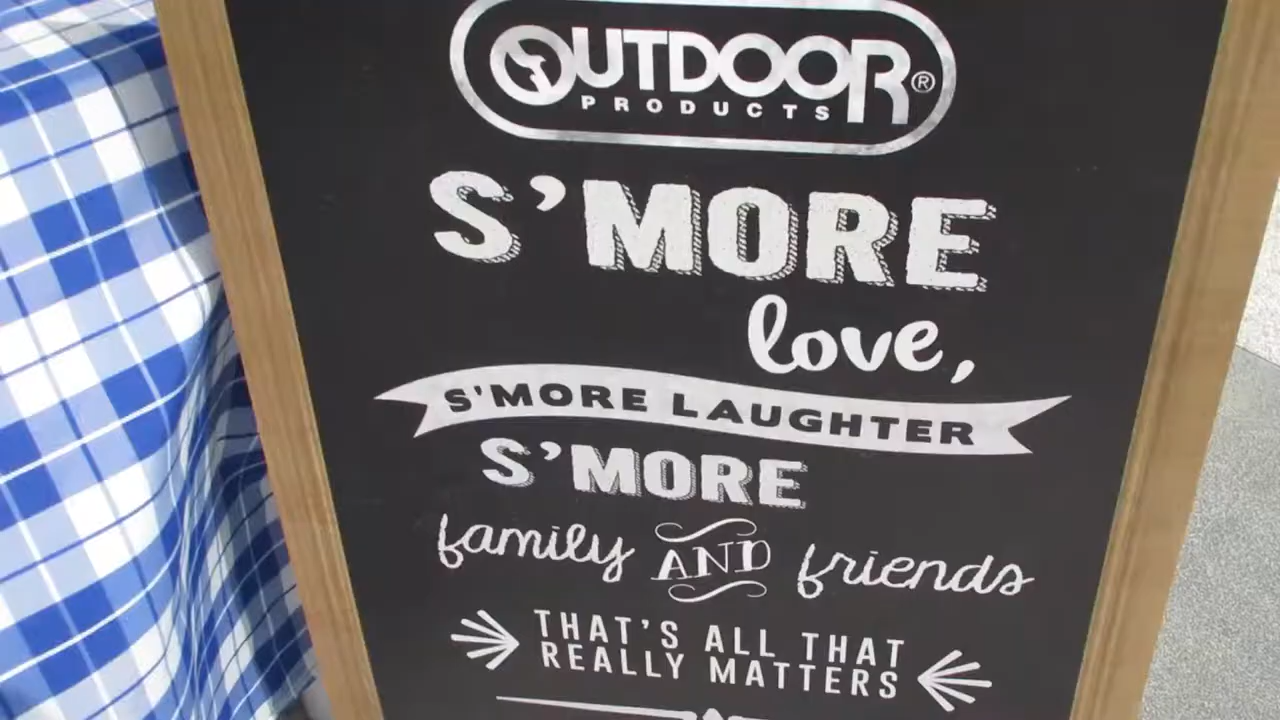 OUTDOOR®
PRODUCTS
S'MORE
love,
S'MORE LAUGHTER
S'MORE
family AND friends
THAT'S ALL THAT
REALLY MATTERS